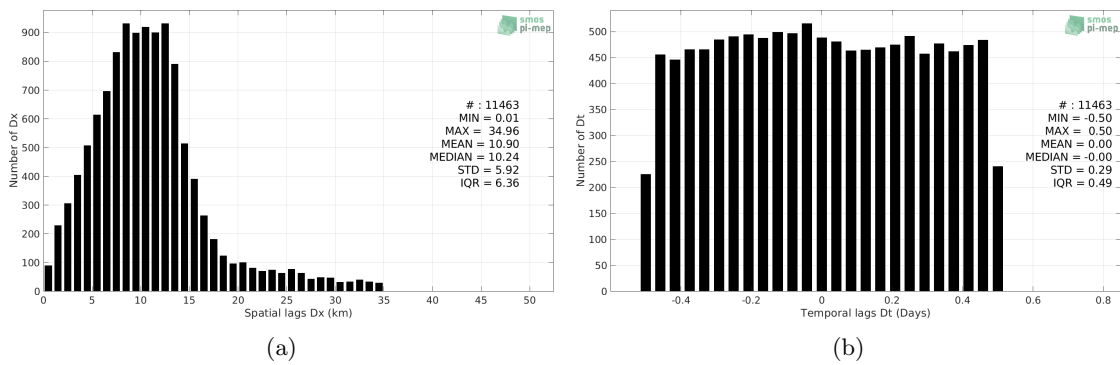 900
800
700
600
500
400
300
200
100
0
Number of Dx
0 5 10 15 20 25 30 35 40 45 50
Spatial lags Dx (km)
smos
pi-mep
# : 11463
MIN = 0.01
MAX = 34.96
MEAN = 10.90
MEDIAN = 10.24
STD = 5.92
IQR = 6.36
(a)
500
450
400
350
300
250
200
150
100
50
0
Number of Dt
-0.4 -0.2 0 0.2 0.4 0.6 0.8
Temporal lags Dt (Days)
smos
pi-mep
# : 11463
MIN = -0.50
MAX = 0.50
MEAN = 0.00
MEDIAN = -0.00
STD = 0.29
IQR = 0.49
(b)